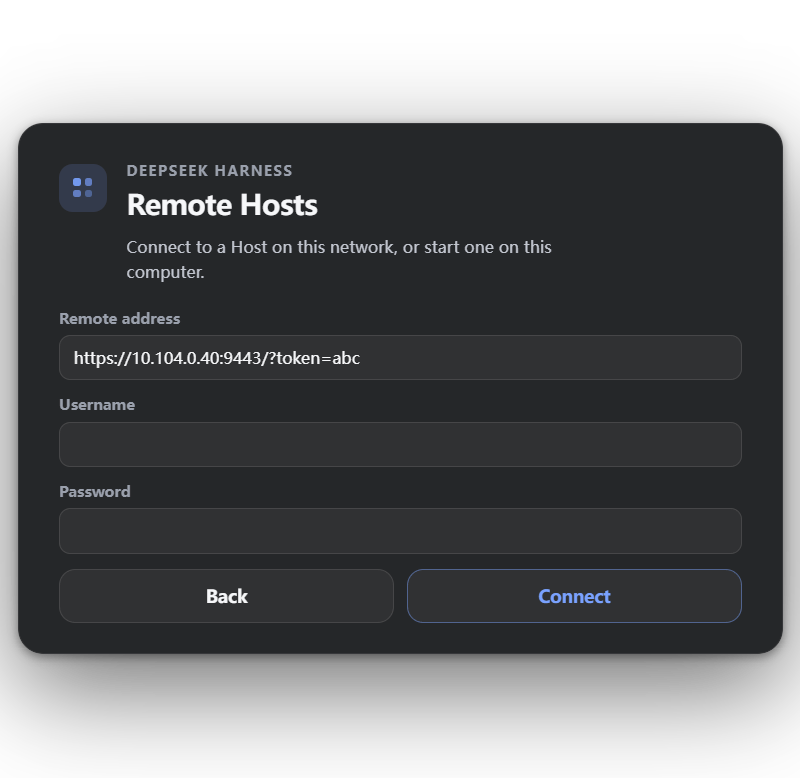 DEEPSEEK HARNESS
Remote Hosts
Connect to a Host on this network, or start one on this
computer.
Remote address
https://10.104.0.40:9443/?token=abc
Username
Password
Back
Connect